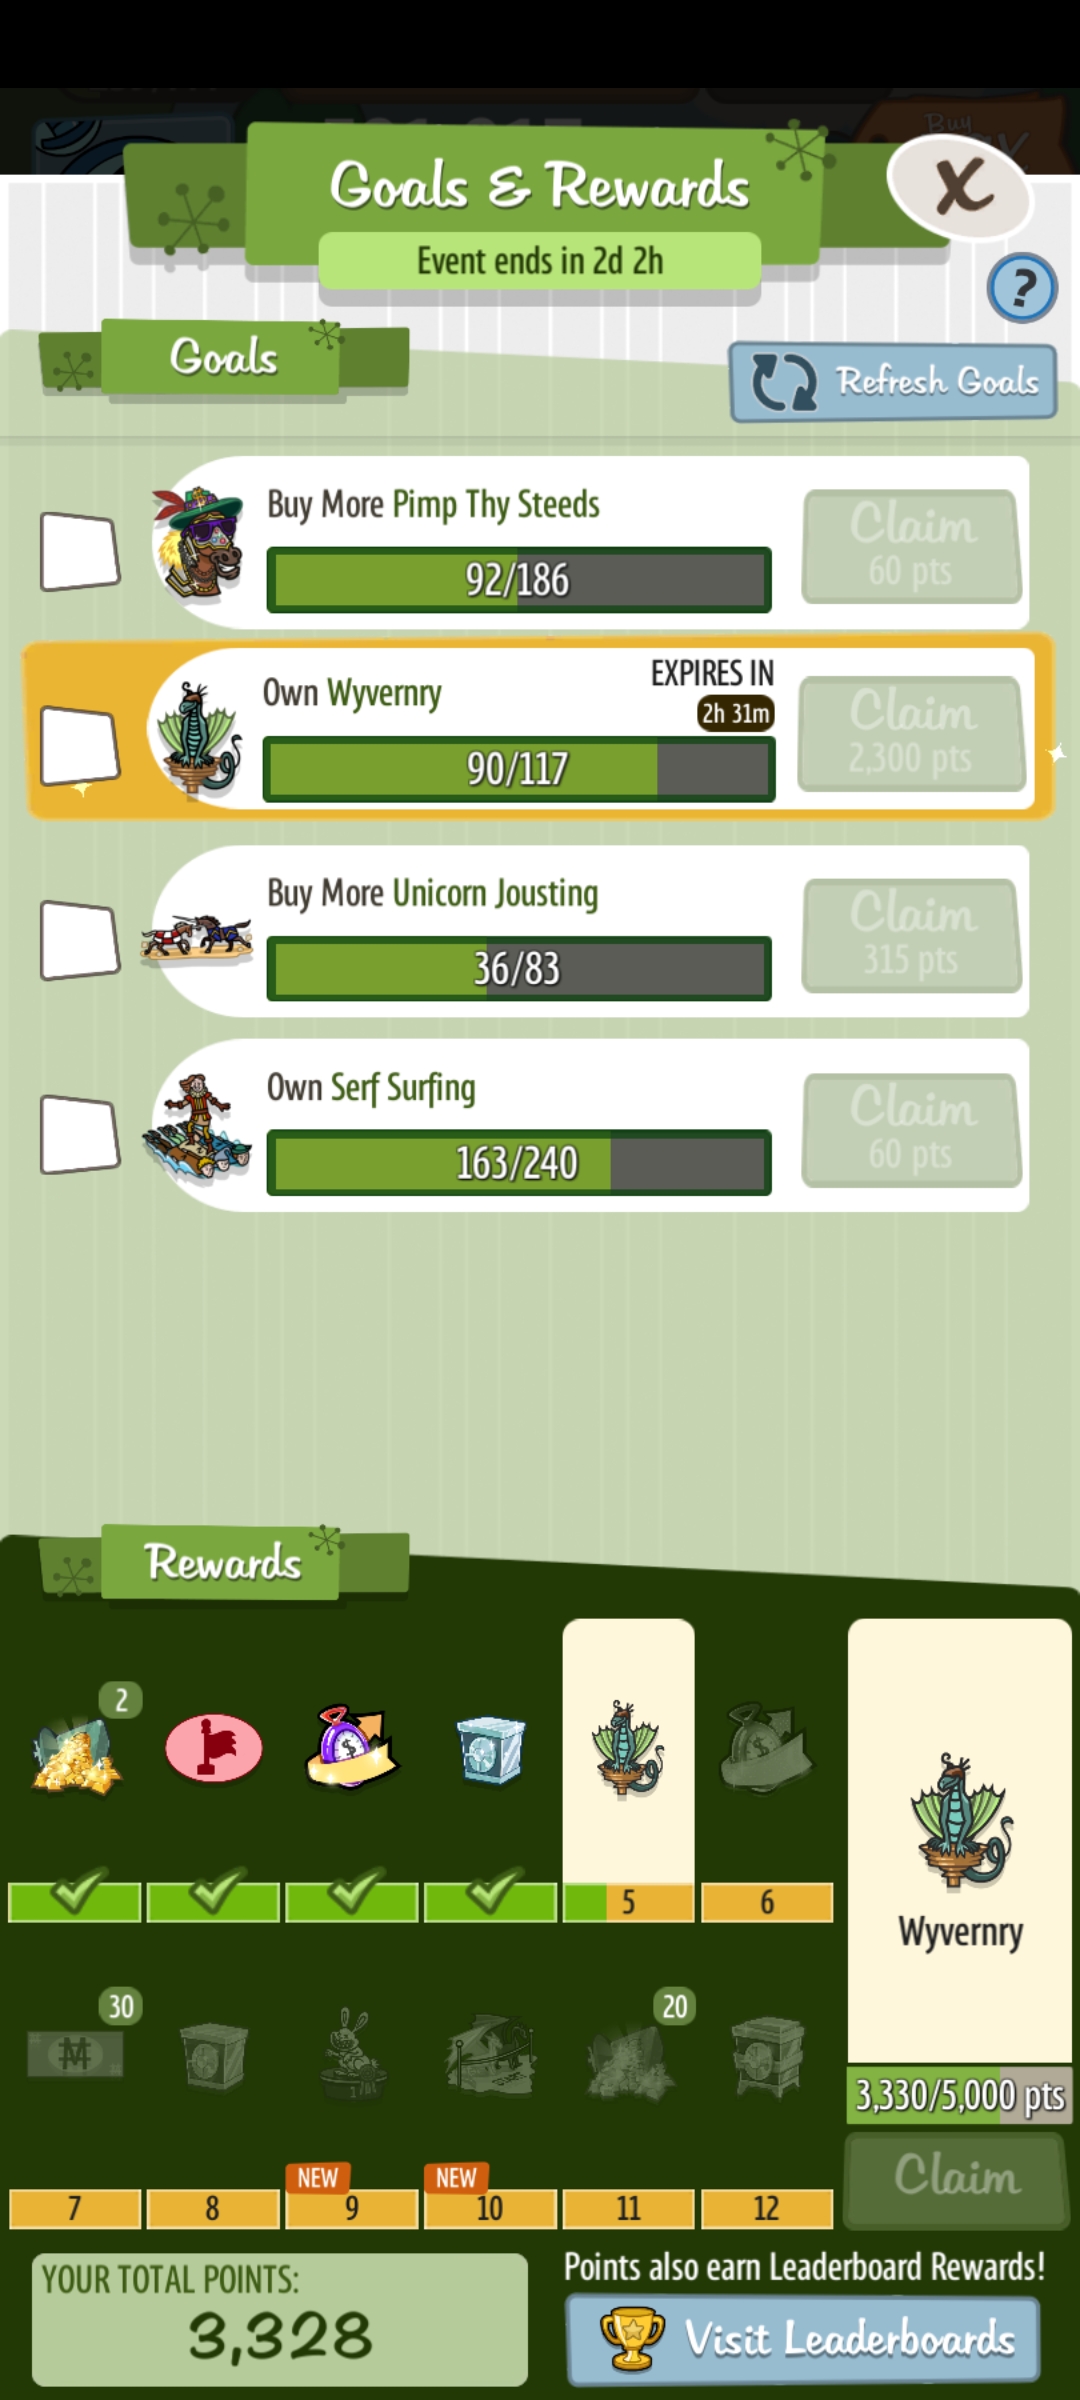 Buy
Goals & Rewards
X
Event ends in 2d 2h
?
Goals
Refresh Goals
Buy More Pimp Thy Steeds
92/186
Claim
60 pts
Own Wyvernry
EXPIRES IN
2h 31m
90/117
Claim
2,300 pts
Buy More Unicorn Jousting
36/83
Claim
315 pts
Own Serf Surfing
163/240
Claim
60 pts
Rewards
2
5
6
Wyvernry
30
20
3,330/5,000 pts
Claim
NEW
NEW
7
8
9
10
11
12
YOUR TOTAL POINTS:
3,328
Points also earn Leaderboard Rewards!
Visit Leaderboards